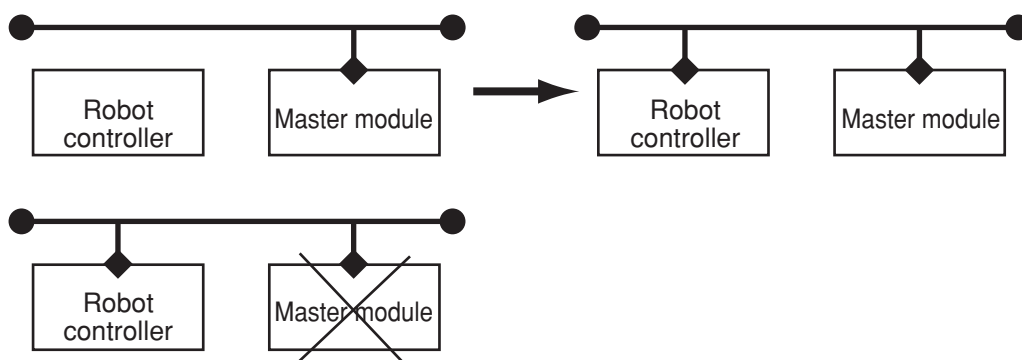 Robot
controller
Master module
Robot
controller
Master module
Robot
controller
Master module